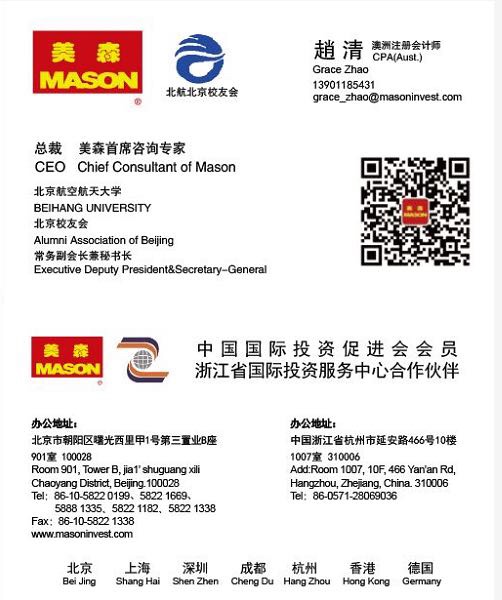 美森
MASON
®
北航北京校友会
趙清 澳洲注册会计师
CPA(Aust.)
Grace Zhao
13901185431
grace_zhao@masoninvest.com
总裁 美森首席咨询专家
CEO Chief Consultant of Mason
北京航空航天大学
BEIHANG UNIVERSITY
北京校友会
Alumni Association of Beijing
常务副会长兼秘书长
Executive Deputy President&Secretary-General
美森
MASON
美森
MASON
®
中国国际投资促进会会员
浙江省国际投资服务中心合作伙伴
办公地址:
北京市朝阳区曙光西里甲1号第三置业B座
901室 100028
Room 901, Tower B, jia1' shuguang xili
Chaoyang District, Beijing.100028
Tel: 86-10-5822 0199、5822 1669、
5888 1335、5822 1182、5822 1338
Fax: 86-10-5822 1338
www.masoninvest.com
办公地址:
中国浙江省杭州市延安路466号10楼
1007室 310006
Add:Room 1007, 10F, 466 Yan'an Rd,
Hangzhou, Zhejiang, China. 310006
Tel: 86-0571-28069036
北京 上海 深圳 成都 杭州 香港 德国
Bei Jing Shang Hai Shen Zhen Cheng Du Hang Zhou Hong Kong Germany